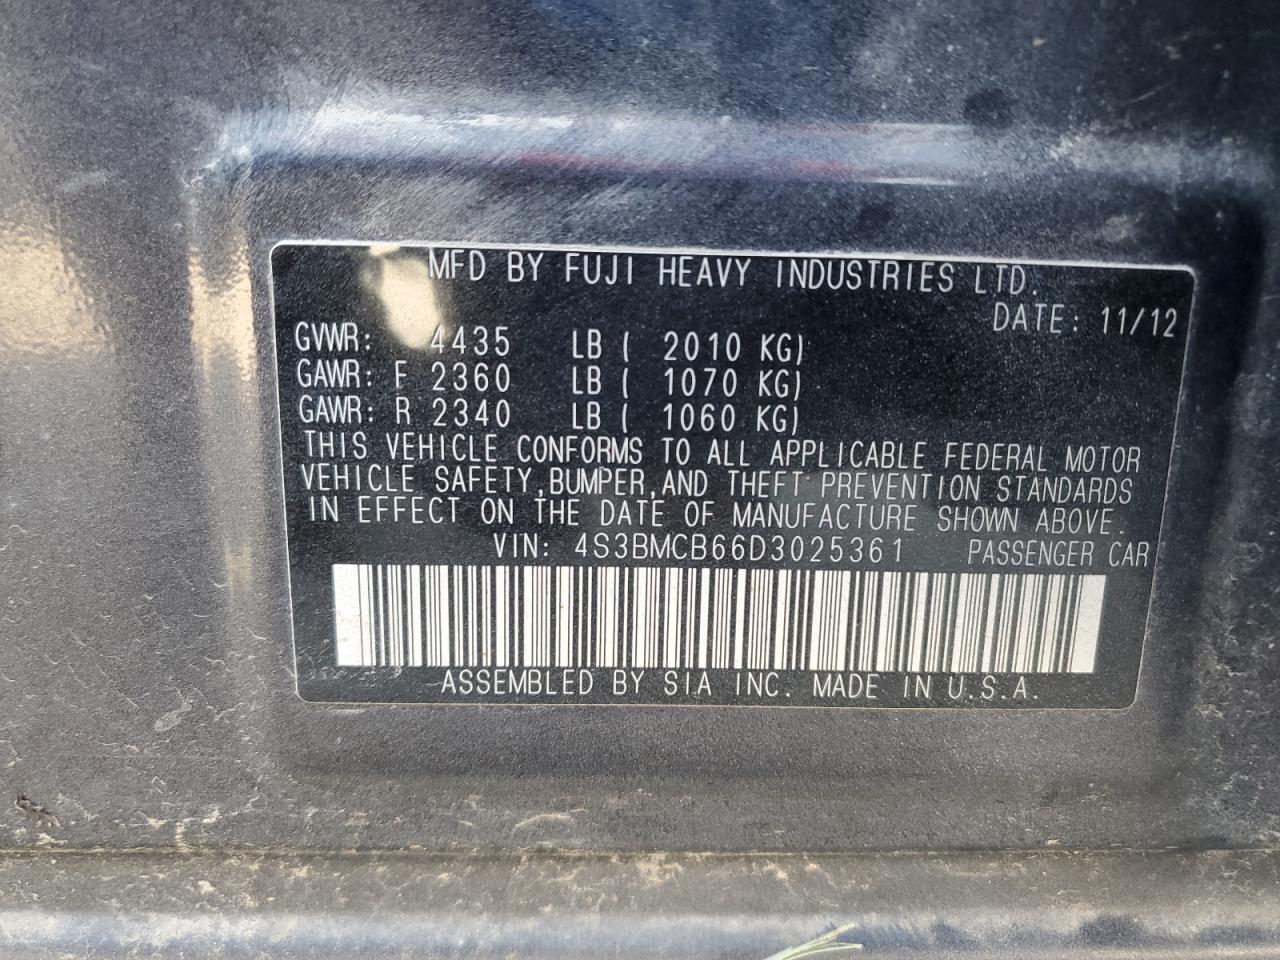 MFD BY FUJI HEAVY INDUSTRIES LTD.
DATE: 11/12
GVWR: 4435 LB ( 2010 KG)
GAWR: F 2360 LB ( 1070 KG)
GAWR: R 2340 LB ( 1060 KG)
THIS VEHICLE CONFORMS TO ALL APPLICABLE FEDERAL MOTOR
VEHICLE SAFETY,BUMPER,AND THEFT PREVENTION STANDARDS
IN EFFECT ON THE DATE OF MANUFACTURE SHOWN ABOVE.
VIN: 4S3BMCB66D3025361 PASSENGER CAR
ASSEMBLED BY SIA INC. MADE IN U.S.A.